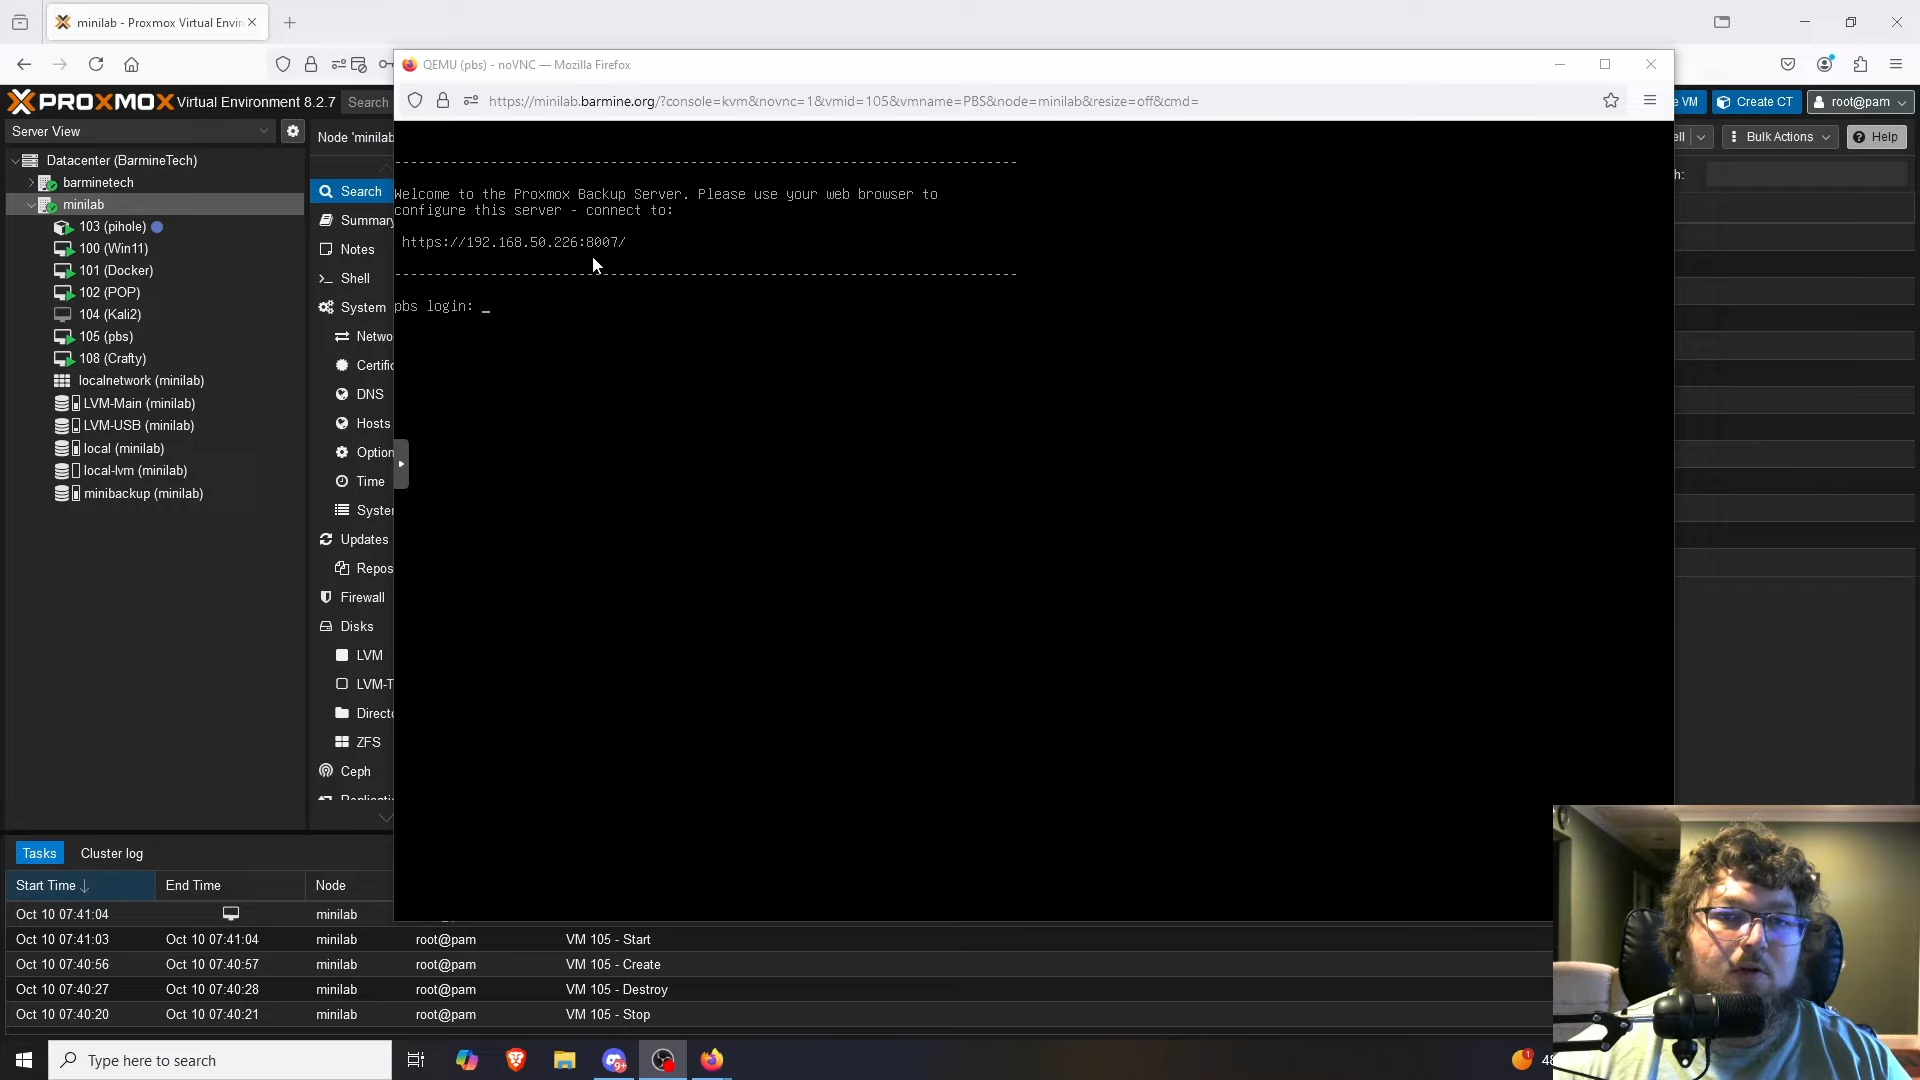 minilab - Proxmox Virtual Envir
QEMU (pbs) - noVNC — Mozilla Firefox
https://minilab.barmine.org/?console=kvm&novnc=1&vmid=105&vmname=PBS&node=minilab&resize=off&cmd=
PROXMOX Virtual Environment 8.2.7
Search
VM
Create CT
root@pam
Server View
Node 'minilab
Bulk Actions
Help
Datacenter (BarmineTech)
barminetech
minilab
103 (pihole)
100 (Win11)
101 (Docker)
102 (POP)
104 (Kali2)
105 (pbs)
108 (Crafty)
localnetwork (minilab)
LVM-Main (minilab)
LVM-USB (minilab)
local (minilab)
local-lvm (minilab)
minibackup (minilab)
Search
Summary
Notes
Shell
System
Netwo
Certific
DNS
Hosts
Option
Time
System
Updates
Repos
Firewall
Disks
LVM
LVM-T
Directo
ZFS
Ceph
--------------------------------------------------------------------------------
Welcome to the Proxmox Backup Server. Please use your web browser to
configure this server - connect to:
https://192.168.50.226:8007/
--------------------------------------------------------------------------------
pbs login: _
Tasks
Cluster log
Start Time ↓ End Time Node
Oct 10 07:41:04 minilab
Oct 10 07:41:03 Oct 10 07:41:04 minilab root@pam VM 105 - Start
Oct 10 07:40:56 Oct 10 07:40:57 minilab root@pam VM 105 - Create
Oct 10 07:40:27 Oct 10 07:40:28 minilab root@pam VM 105 - Destroy
Oct 10 07:40:20 Oct 10 07:40:21 minilab root@pam VM 105 - Stop
Type here to search